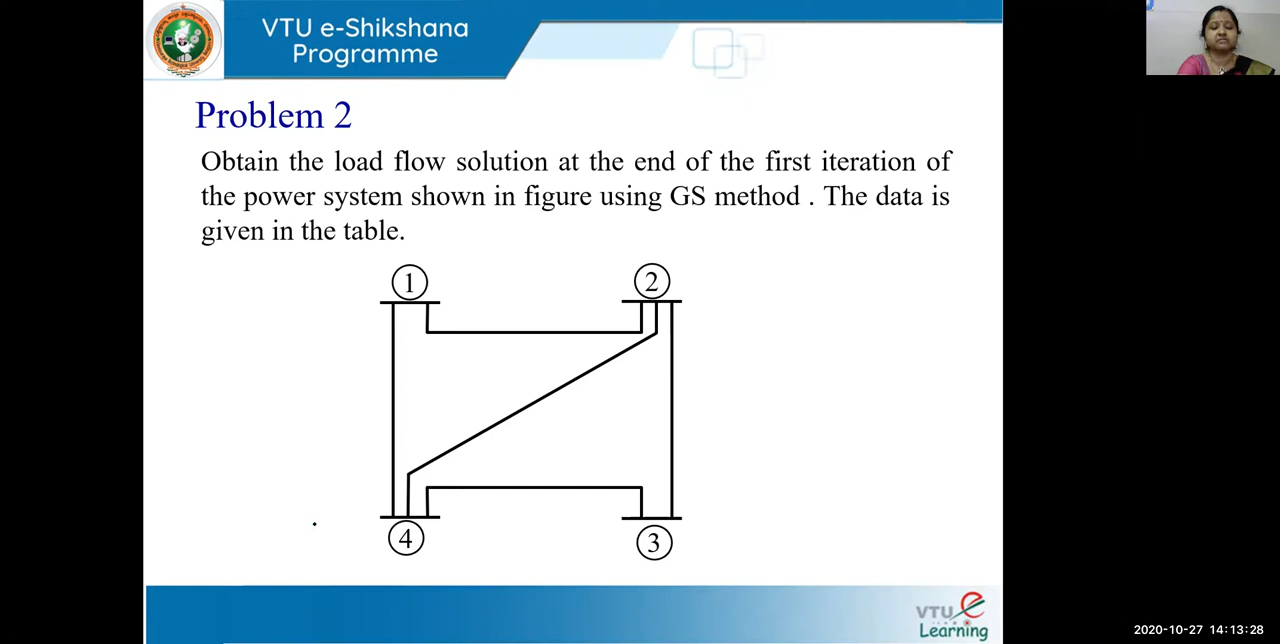 VTU e-Shikshana
Programme
Problem 2
Obtain the load flow solution at the end of the first iteration of
the power system shown in figure using GS method . The data is
given in the table.
1
2
4
3
VTU e
Learning
2020-10-27 14:13:28